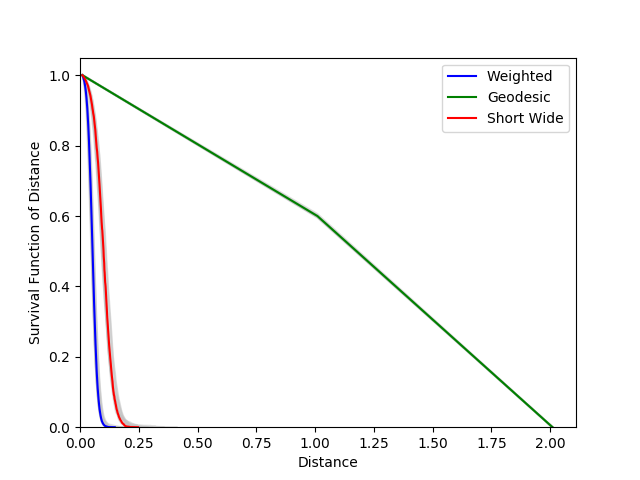 Weighted
Geodesic
Short Wide
1.0
0.8
0.6
0.4
0.2
0.0
Survival Function of Distance
0.00 0.25 0.50 0.75 1.00 1.25 1.50 1.75 2.00
Distance